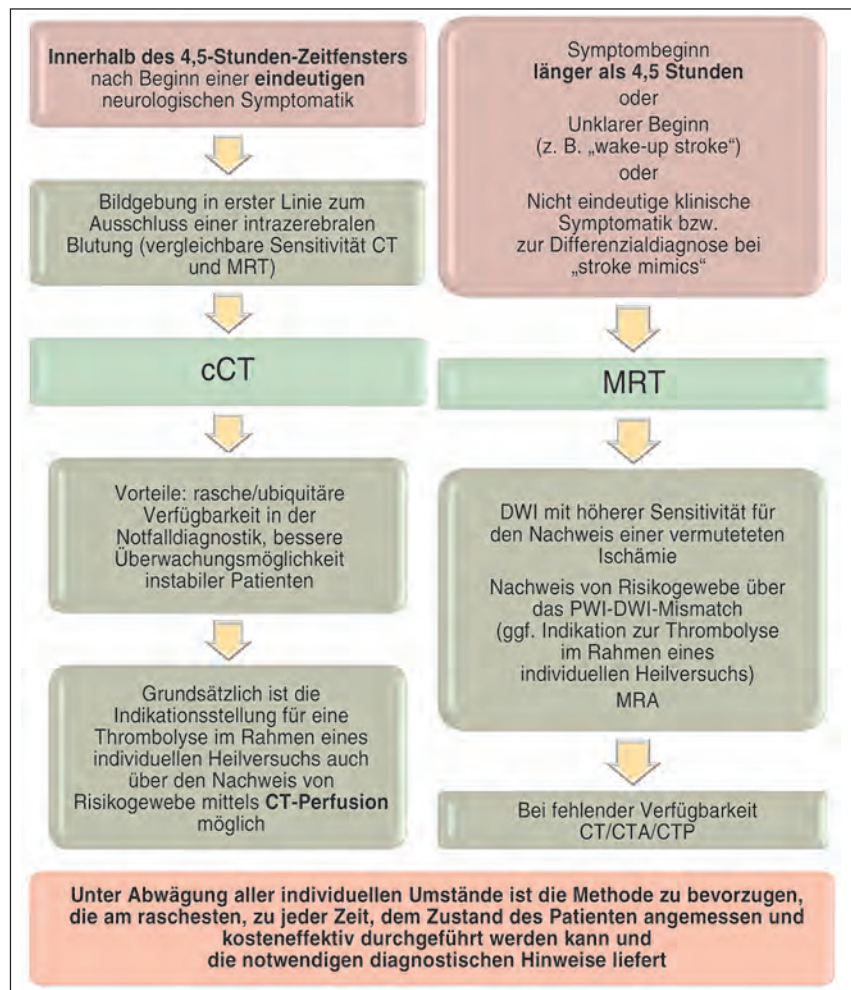 Innerhalb des 4,5-Stunden-Zeitfensters
nach Beginn einer eindeutigen
neurologischen Symptomatik
Bildgebung in erster Linie zum
Ausschluss einer intrazerebralen
Blutung (vergleichbare Sensitivität CT
und MRT)
cCT
Vorteile: rasche/ubiquitäre
Verfügbarkeit in der
Notfalldiagnostik, bessere
Überwachungsmöglichkeit
instabiler Patienten
Grundsätzlich ist die
Indikationsstellung für eine
Thrombolyse im Rahmen eines
individuellen Heilversuchs auch
über den Nachweis von
Risikogewebe mittels CT-Perfusion
möglich
Symptombeginn
länger als 4,5 Stunden
oder
Unklarer Beginn
(z. B. „wake-up stroke“)
oder
Nicht eindeutige klinische
Symptomatik bzw.
zur Differenzialdiagnose bei
„stroke mimics“
MRT
DWI mit höherer Sensitivität für
den Nachweis einer vermuteteten
Ischämie
Nachweis von Risikogewebe über
das PWI-DWI-Mismatch
(ggf. Indikation zur Thrombolyse
im Rahmen eines
individuellen Heilversuchs)
MRA
Bei fehlender Verfügbarkeit
CT/CTA/CTP
Unter Abwägung aller individuellen Umstände ist die Methode zu bevorzugen,
die am raschesten, zu jeder Zeit, dem Zustand des Patienten angemessen und
kosteneffektiv durchgeführt werden kann und
die notwendigen diagnostischen Hinweise liefert